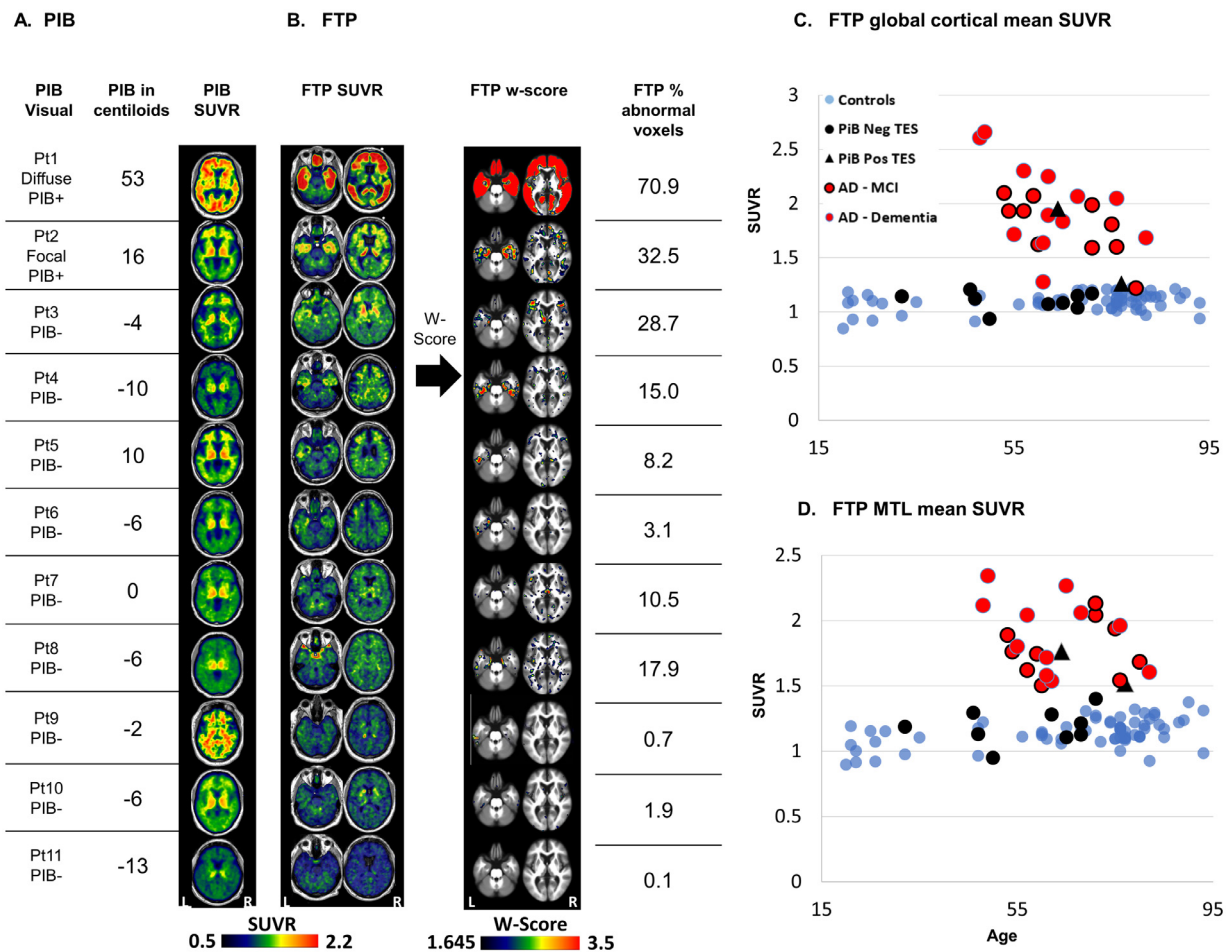 A. PIB
B. FTP
PIB
Visual
PIB in
centiloids
PIB
SUVR
FTP SUVR
FTP w-score
FTP %
abnormal
voxels
Pt1
Diffuse
PIB+
53
70.9
Pt2
Focal
PIB+
16
32.5
Pt3
PIB-
-4
28.7
W-
Score
Pt4
PIB-
-10
15.0
Pt5
PIB-
10
8.2
Pt6
PIB-
-6
3.1
Pt7
PIB-
0
10.5
Pt8
PIB-
-6
17.9
Pt9
PIB-
-2
0.7
Pt10
PIB-
-6
1.9
Pt11
PIB-
-13
0.1
L R
R
L R
SUVR
0.5 2.2
W-Score
1.645 3.5
C. FTP global cortical mean SUVR
3
2.5
2
1.5
1
0.5
0
SUVR
Controls
PiB Neg TES
PiB Pos TES
AD - MCI
AD - Dementia
15 55 95
D. FTP MTL mean SUVR
2.5
2
1.5
1
0.5
0
SUVR
15 55 95
Age